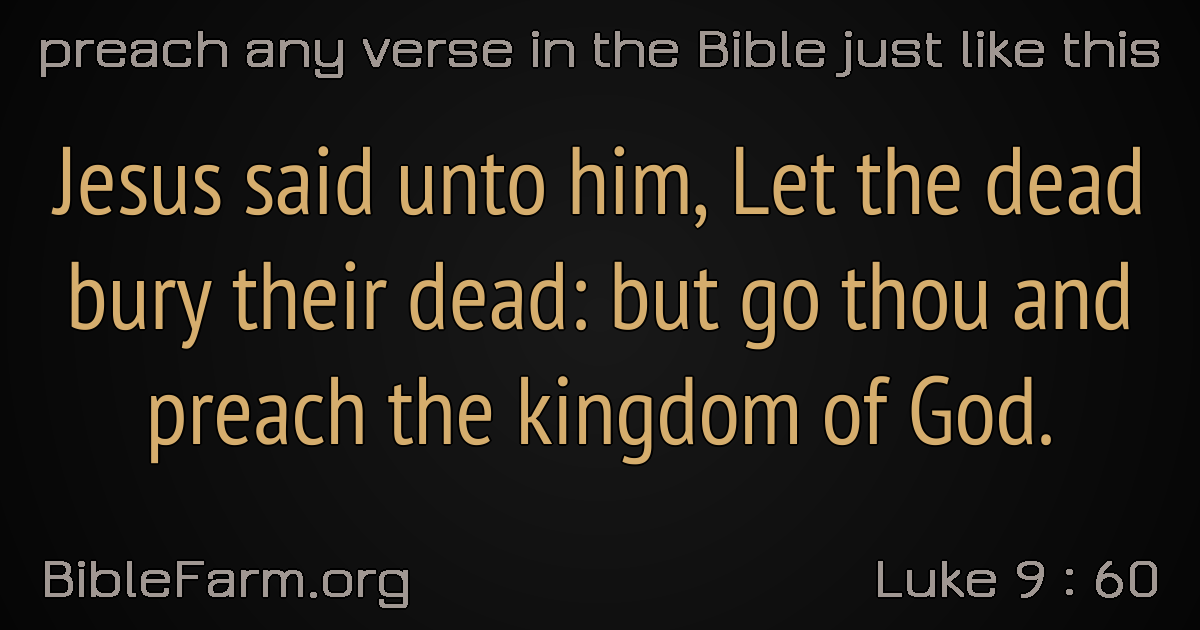 preach any verse in the Bible just like this
Jesus said unto him, Let the dead
bury their dead: but go thou and
preach the kingdom of God.
BibleFarm.org
Luke 9 : 60